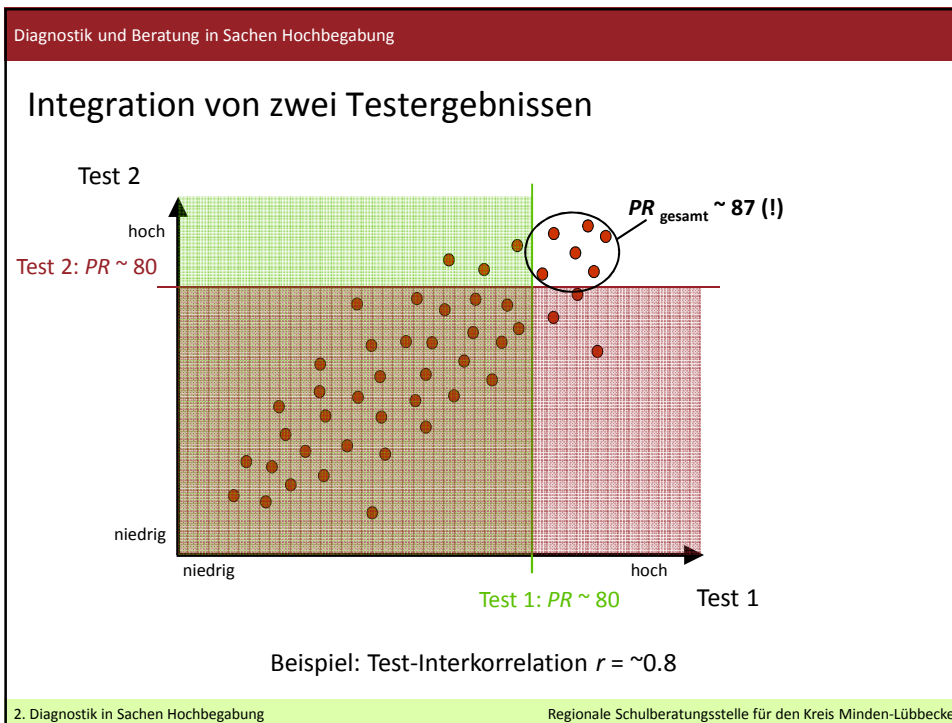 Diagnostik und Beratung in Sachen Hochbegabung
Integration von zwei Testergebnissen
Test 2
hoch
PR gesamt ~ 87 (!)
Test 2: PR ~ 80
niedrig
niedrig
hoch
Test 1: PR ~ 80
Test 1
Beispiel: Test-Interkorrelation r = ~0.8
2. Diagnostik in Sachen Hochbegabung
Regionale Schulberatungsstelle für den Kreis Minden-Lübbecke